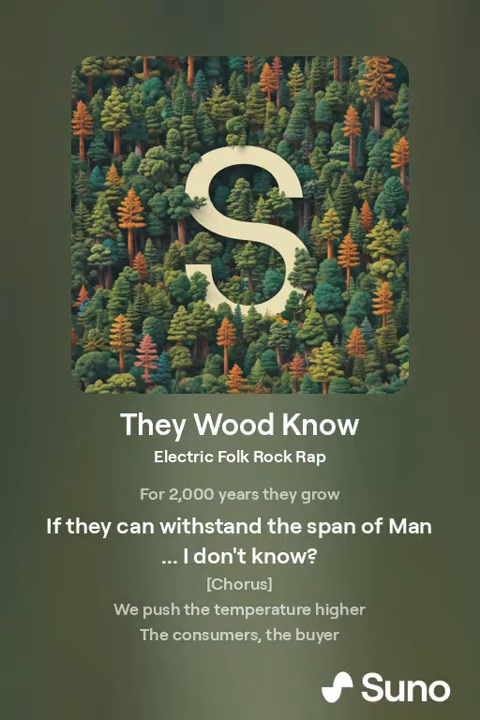 S
They Wood Know
Electric Folk Rock Rap
For 2,000 years they grow
If they can withstand the span of Man
... I don't know?
[Chorus]
We push the temperature higher
The consumers, the buyer
Suno